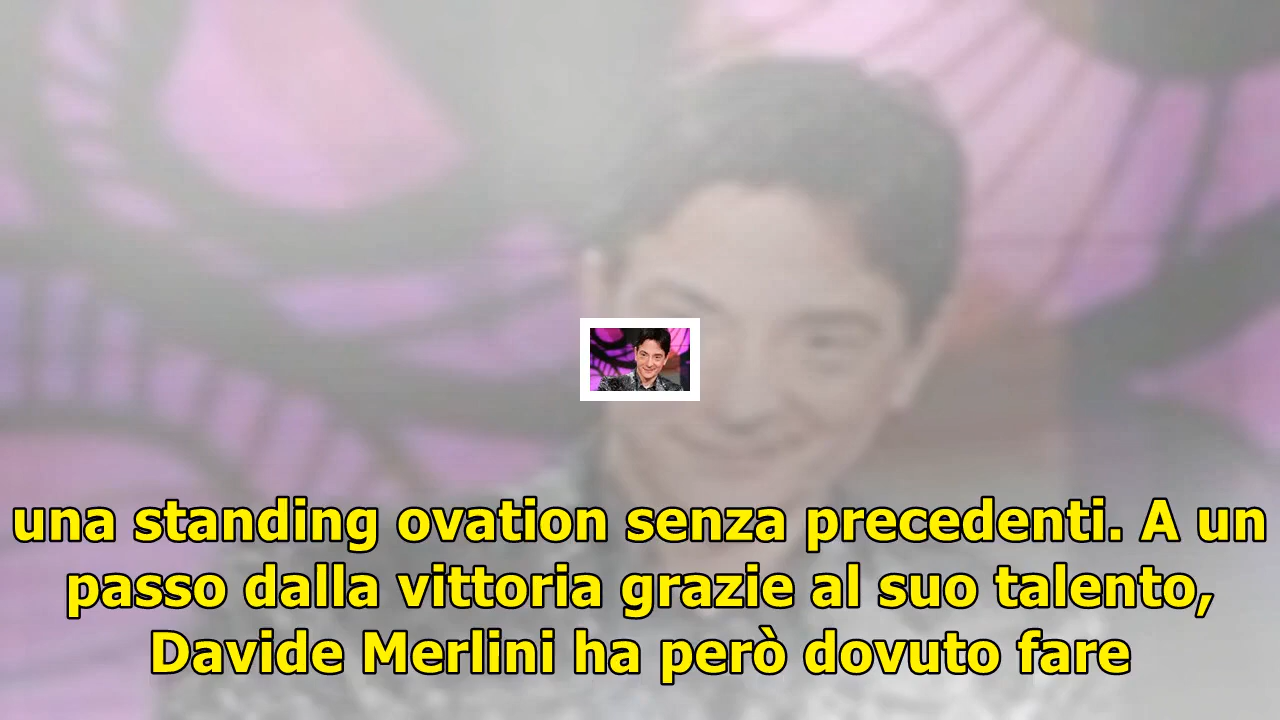 una standing ovation senza precedenti. A un
passo dalla vittoria grazie al suo talento,
Davide Merlini ha però dovuto fare